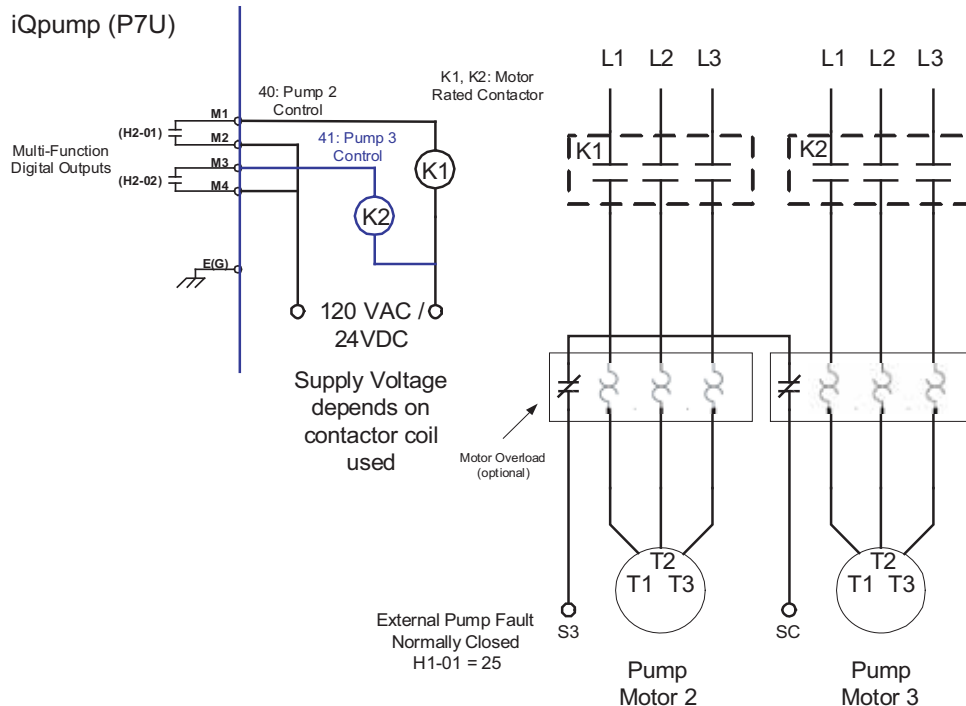 iQpump (P7U)
40: Pump 2
Control
K1, K2: Motor
Rated Contactor
M1
(H2-01)
M2
41: Pump 3
Control
Multi-Function
Digital Outputs
M3
(H2-02)
M4
K1
K2
E(G)
120 VAC /
24VDC
Supply Voltage
depends on
contactor coil
used
L1 L2 L3
L1 L2 L3
K1
K2
Motor Overload
(optional)
T2
T1 T3
T2
T1 T3
External Pump Fault
Normally Closed
H1-01 = 25
S3
SC
Pump
Motor 2
Pump
Motor 3